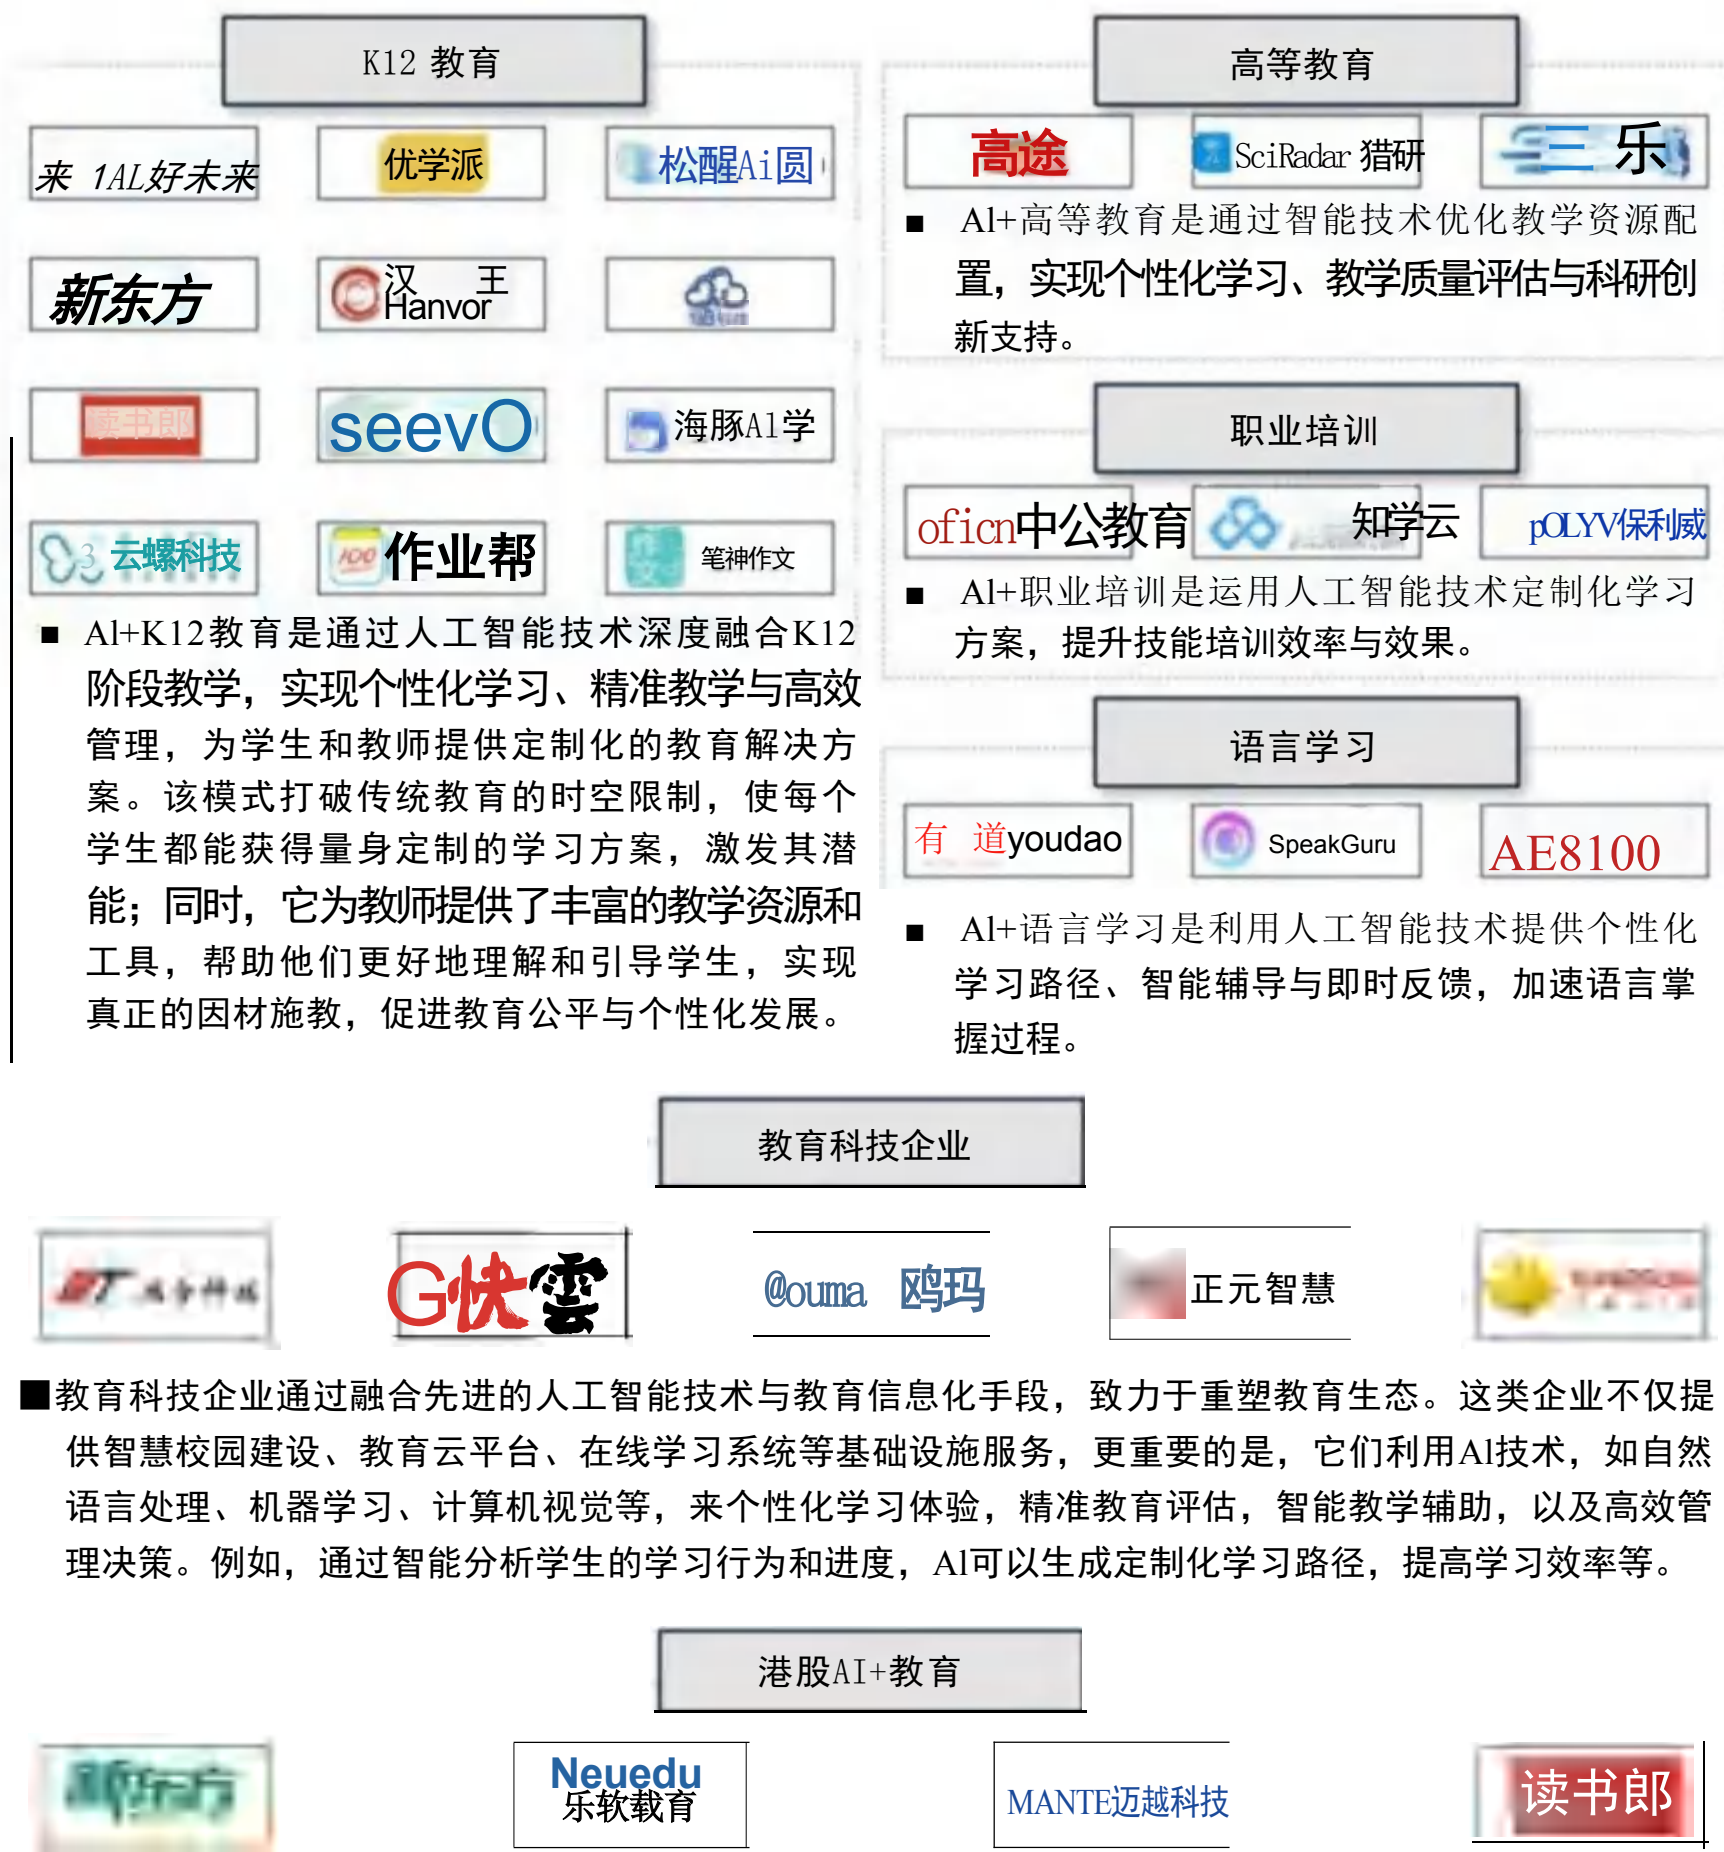 K12 教育
来 1AL好未来
优学派
松醒Ai圆
新东方
汉 王
Hanvor
读书郎
seevO
海豚Al学
3 云螺科技
作业帮
笔神作文
■ Al+K12教育是通过人工智能技术深度融合K12
阶段教学，实现个性化学习、精准教学与高效
管理，为学生和教师提供定制化的教育解决方
案。该模式打破传统教育的时空限制，使每个
学生都能获得量身定制的学习方案，激发其潜
能；同时，它为教师提供了丰富的教学资源和
工具，帮助他们更好地理解和引导学生，实现
真正的因材施教，促进教育公平与个性化发展。
高等教育
高途
SciRadar 猎研
三 乐
■ Al+高等教育是通过智能技术优化教学资源配
置，实现个性化学习、教学质量评估与科研创
新支持。
职业培训
oficn中公教育
知学云
pOLYV保利威
■ Al+职业培训是运用人工智能技术定制化学习
方案，提升技能培训效率与效果。
语言学习
有 道youdao
SpeakGuru
AE8100
■ Al+语言学习是利用人工智能技术提供个性化
学习路径、智能辅导与即时反馈，加速语言掌
握过程。
教育科技企业
G快雲
@ouma 鸥玛
正元智慧
■教育科技企业通过融合先进的人工智能技术与教育信息化手段，致力于重塑教育生态。这类企业不仅提
供智慧校园建设、教育云平台、在线学习系统等基础设施服务，更重要的是，它们利用Al技术，如自然
语言处理、机器学习、计算机视觉等，来个性化学习体验，精准教育评估，智能教学辅助，以及高效管
理决策。例如，通过智能分析学生的学习行为和进度，Al可以生成定制化学习路径，提高学习效率等。
港股AI+教育
Neuedu
乐软载育
MANTE迈越科技
读书郎